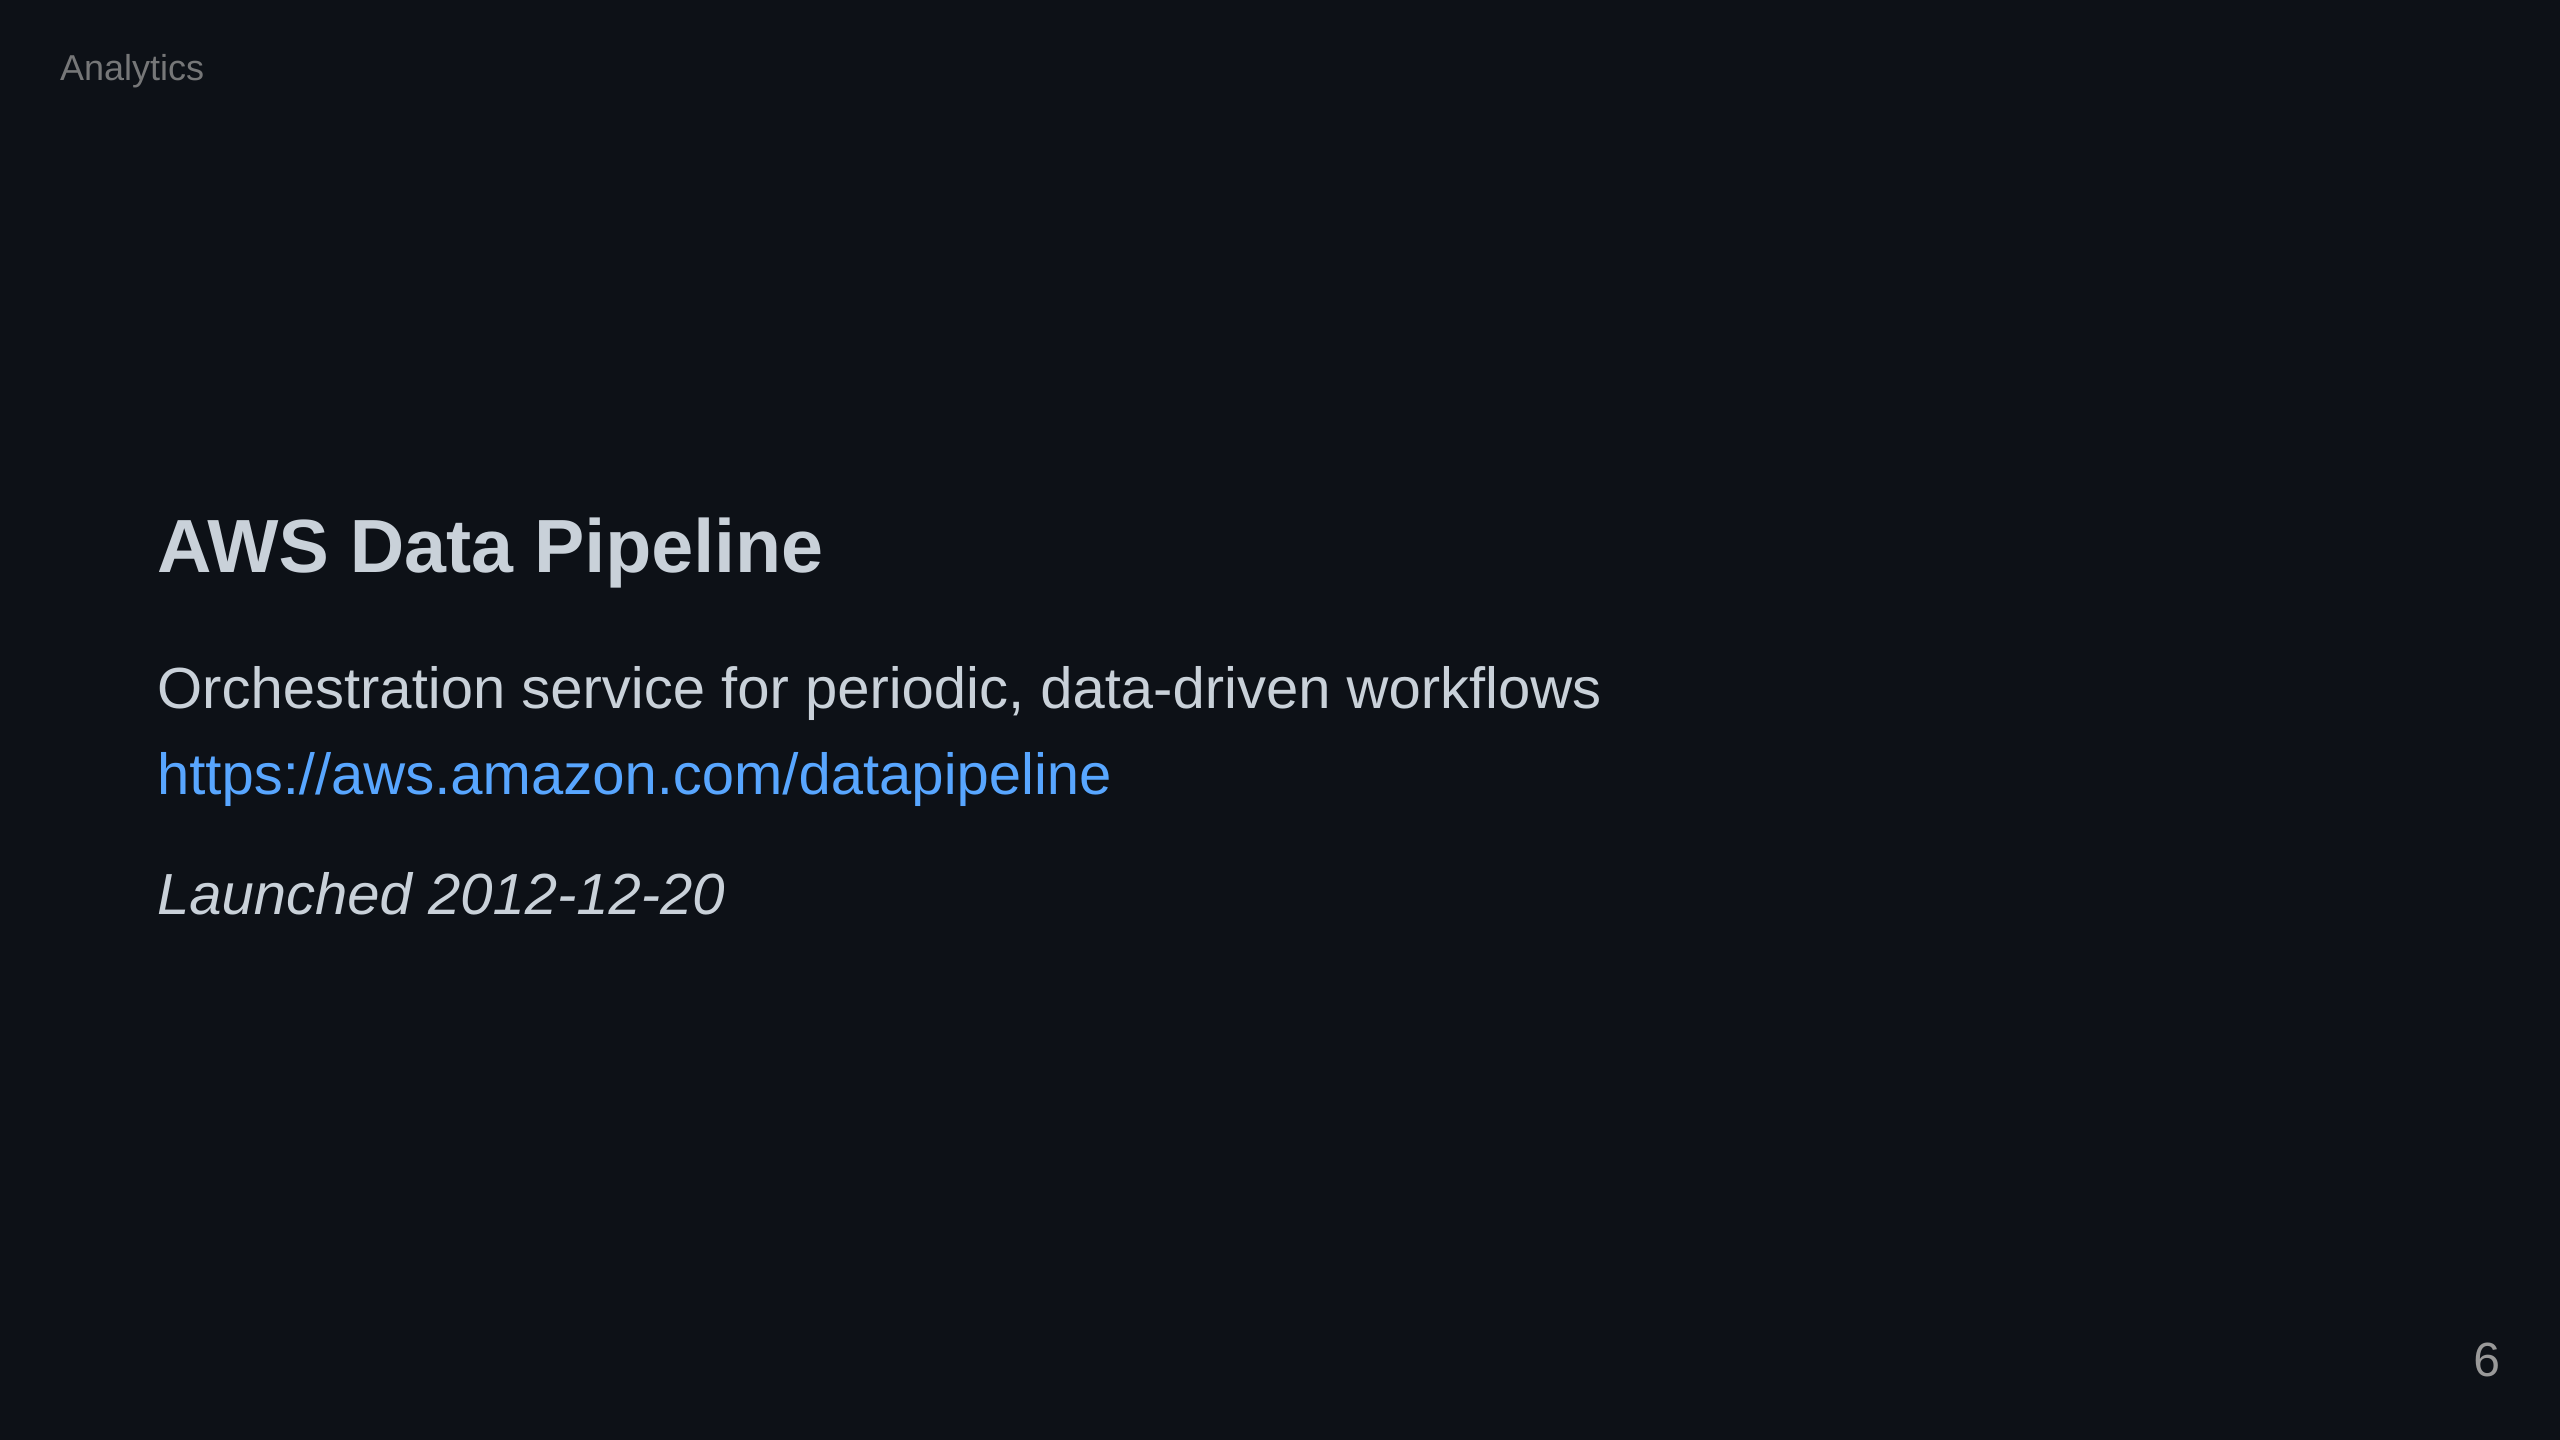 Analytics
AWS Data Pipeline
Orchestration service for periodic, data-driven workflows
https://aws.amazon.com/datapipeline
Launched 2012-12-20
6